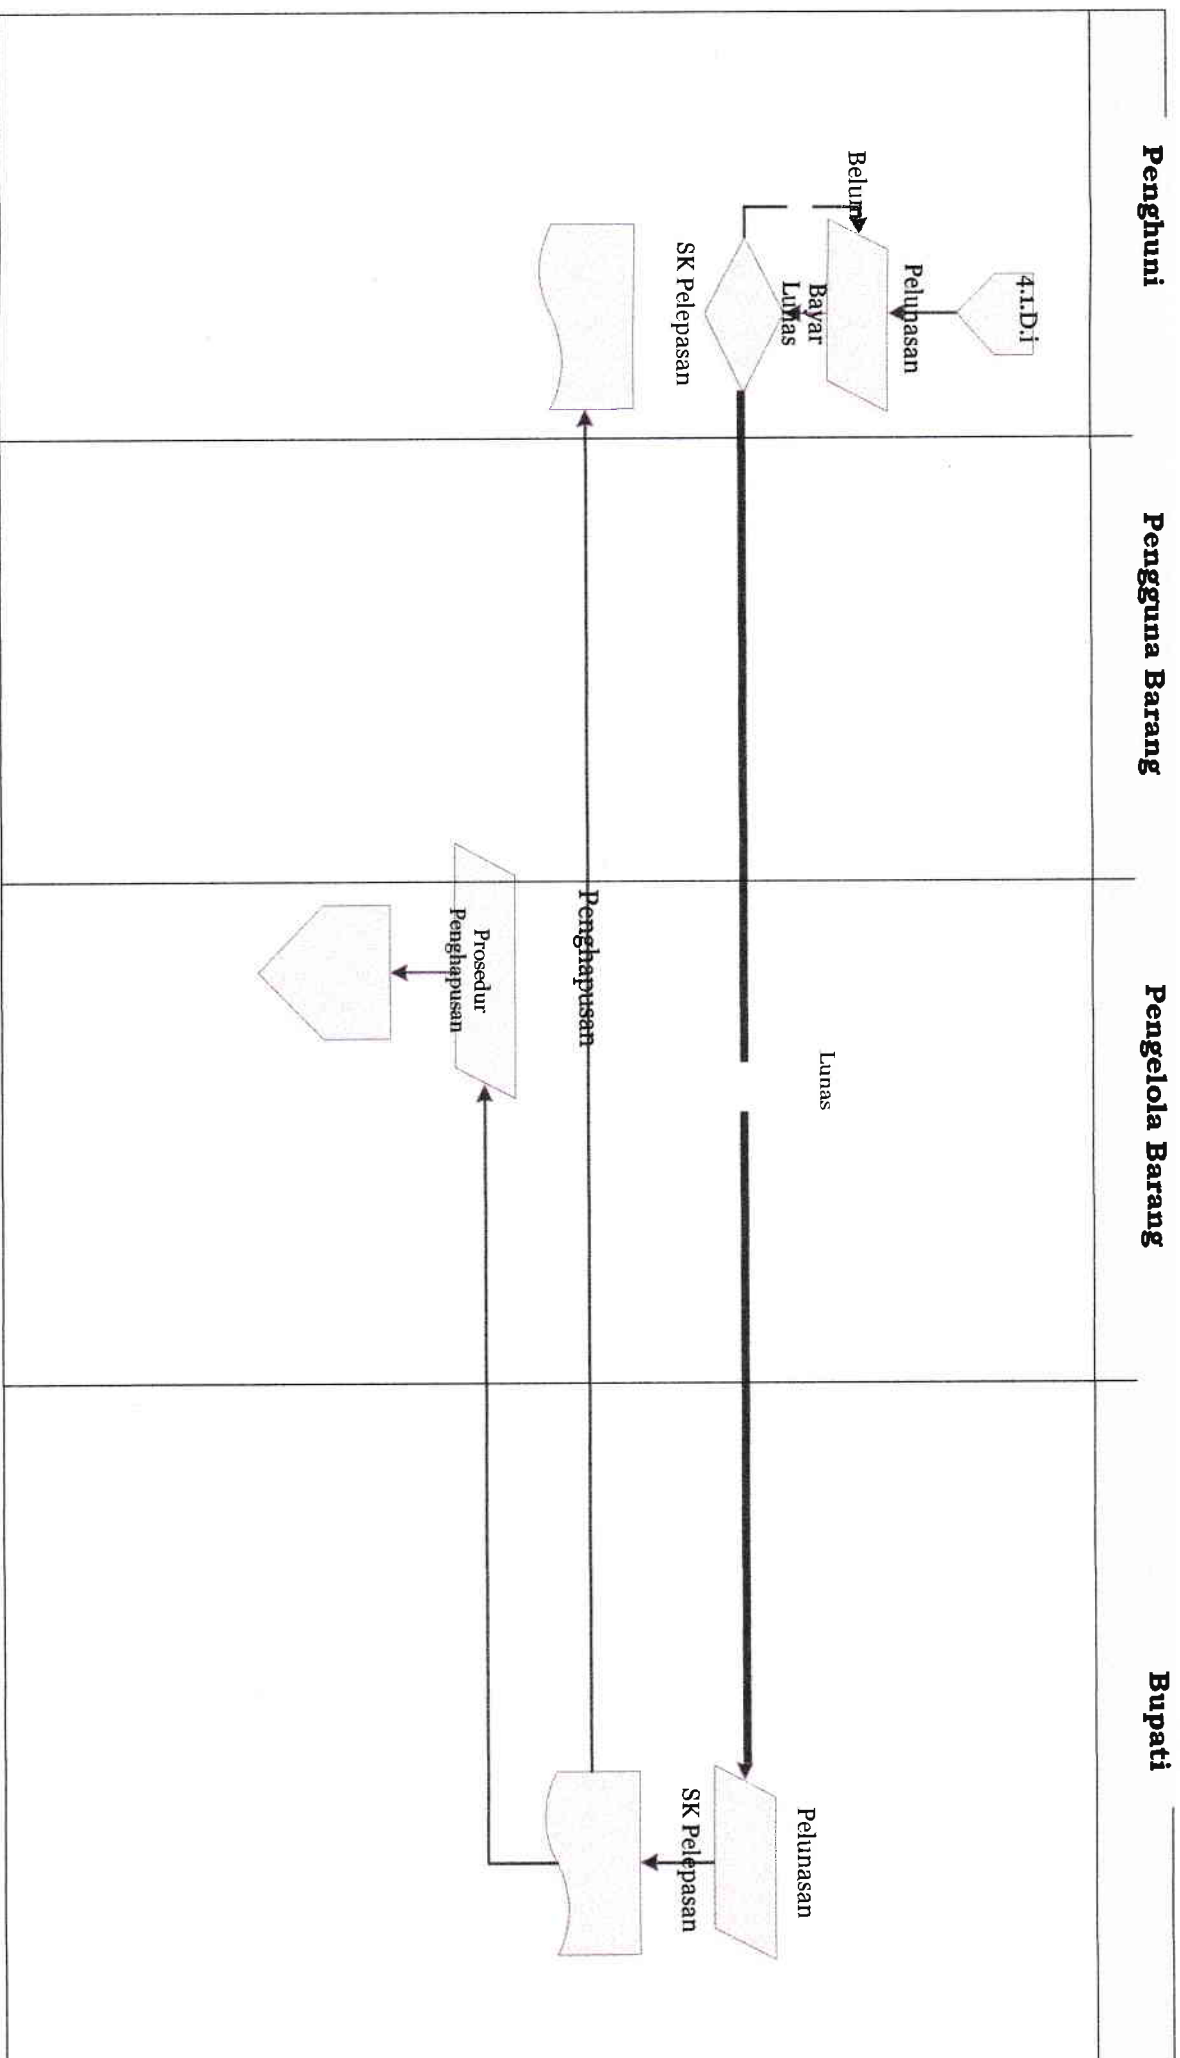 Penghuni
Pengguna Barang
Pengelola Barang
Bupati
4.1.D.i
Pelunasan
Belum
Bayar
Lunas
Lunas
Pelunasan
SK Pelepasan
SK Pelepasan
Penghapusan
Prosedur
Penghapusan